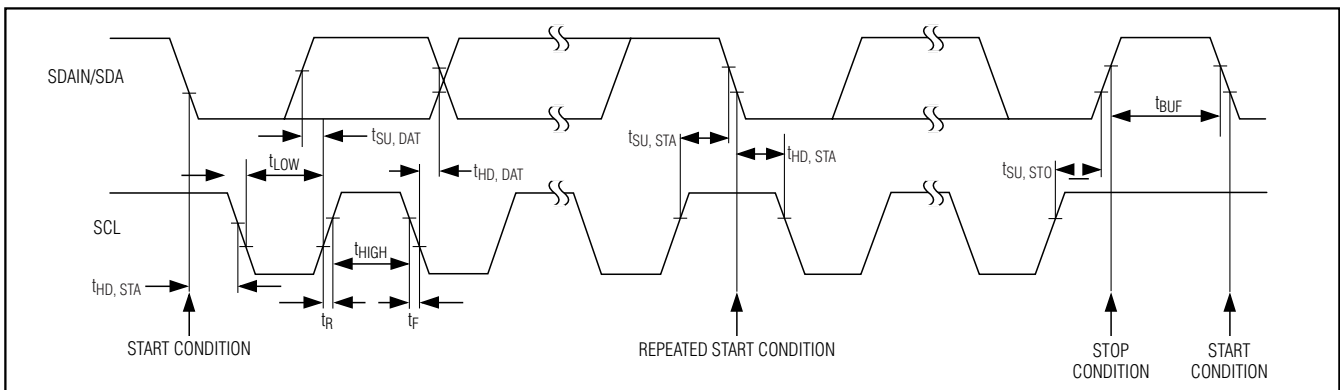 SDAIN/SDA
tSU, DAT
tLOW
tHD, DAT
tSU, STA
tHD, STA
tBUF
tSU, STO
SCL
tHIGH
tHD, STA
tR
tF
START CONDITION
REPEATED START CONDITION
STOP
CONDITION
START
CONDITION